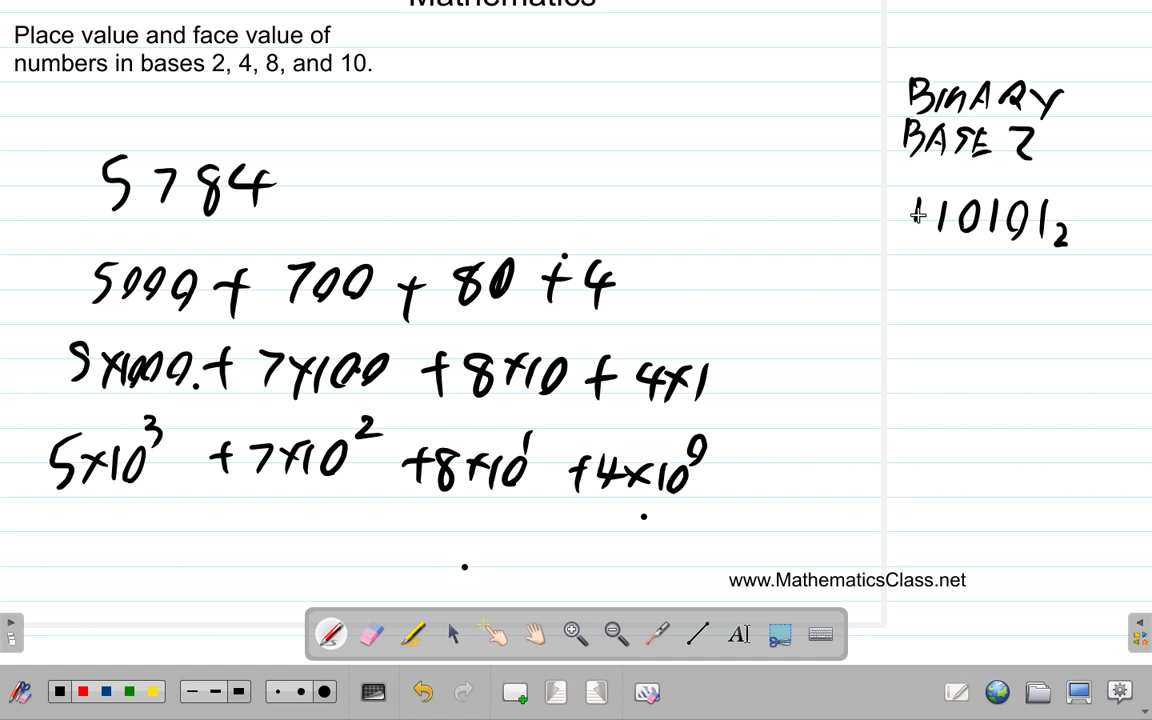 Mathematics
Place value and face value of
numbers in bases 2, 4, 8, and 10.
BINARY
BASE 2
5784
110101₂
5000 + 700 + 80 + 4
5×1000 + 7×100 + 8×10 + 4×1
5×10³ + 7×10² + 8×10¹ + 4×10⁰
www.MathematicsClass.net